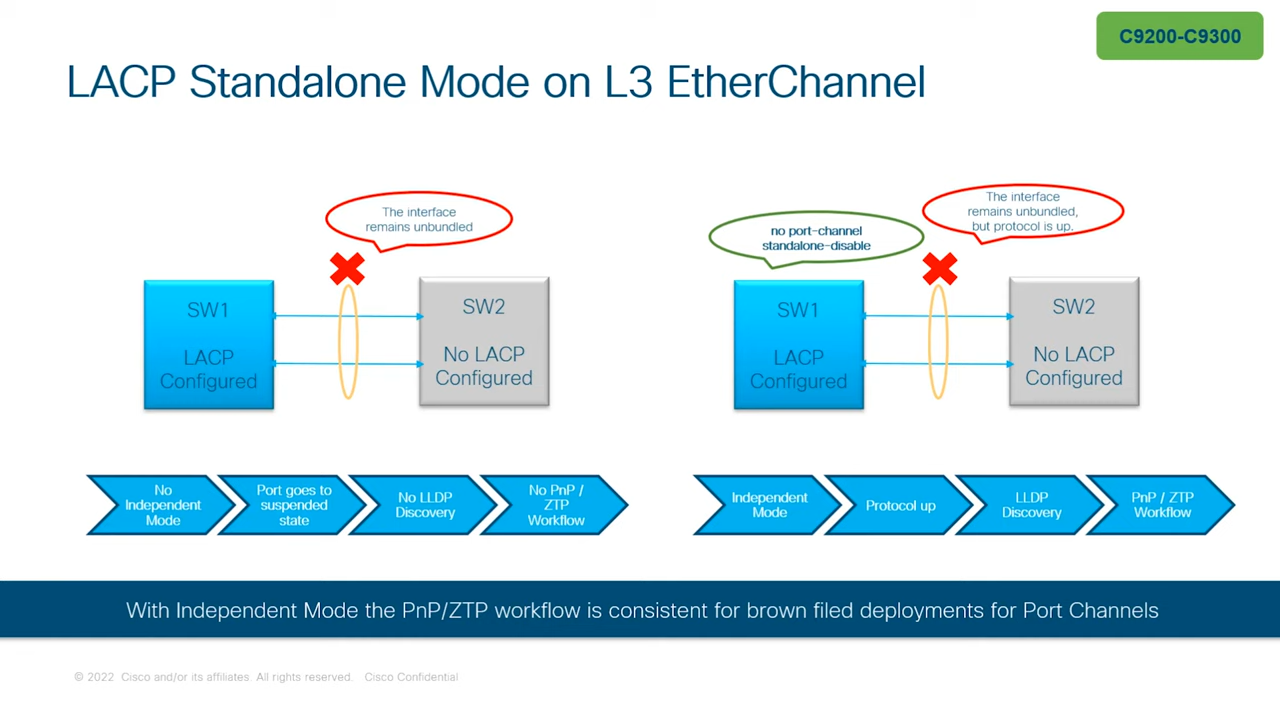 C9200-C9300
LACP Standalone Mode on L3 EtherChannel
The interface
remains unbundled
SW1
LACP
Configured
SW2
No LACP
Configured
no port-channel
standalone-disable
The interface
remains unbundled,
but protocol is up.
SW1
LACP
Configured
SW2
No LACP
Configured
No
Independent
Mode
Port goes to
suspended
state
No LLDP
Discovery
No PnP /
ZTP
Workflow
Independent
Mode
Protocol up
LLDP
Discovery
PnP / ZTP
Workflow
With Independent Mode the PnP/ZTP workflow is consistent for brown filed deployments for Port Channels
© 2022 Cisco and/or its affiliates. All rights reserved. Cisco Confidential